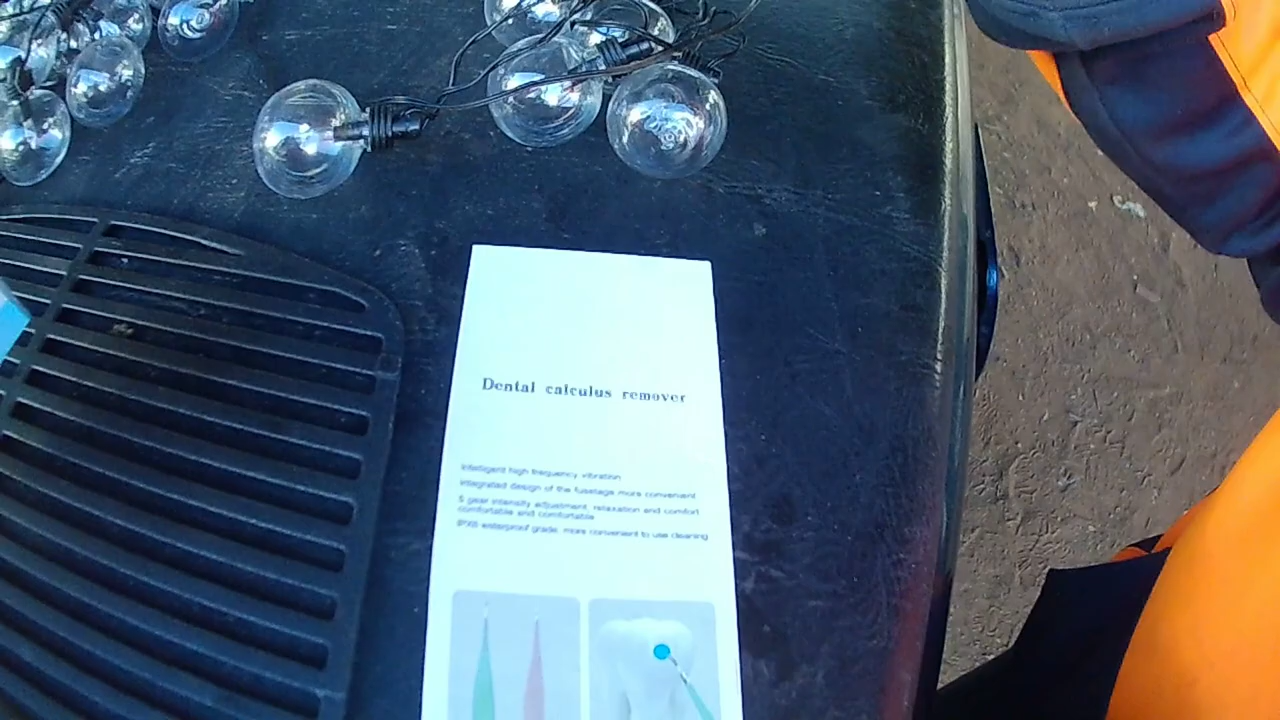 Dental calculus remover
Intelligent high frequency vibration
Integrated design of the fuselage more convenient
5 gear intensity adjustment, relaxation and comfort
comfortable and comfortable
IPX6 waterproof grade, more convenient to use cleaning